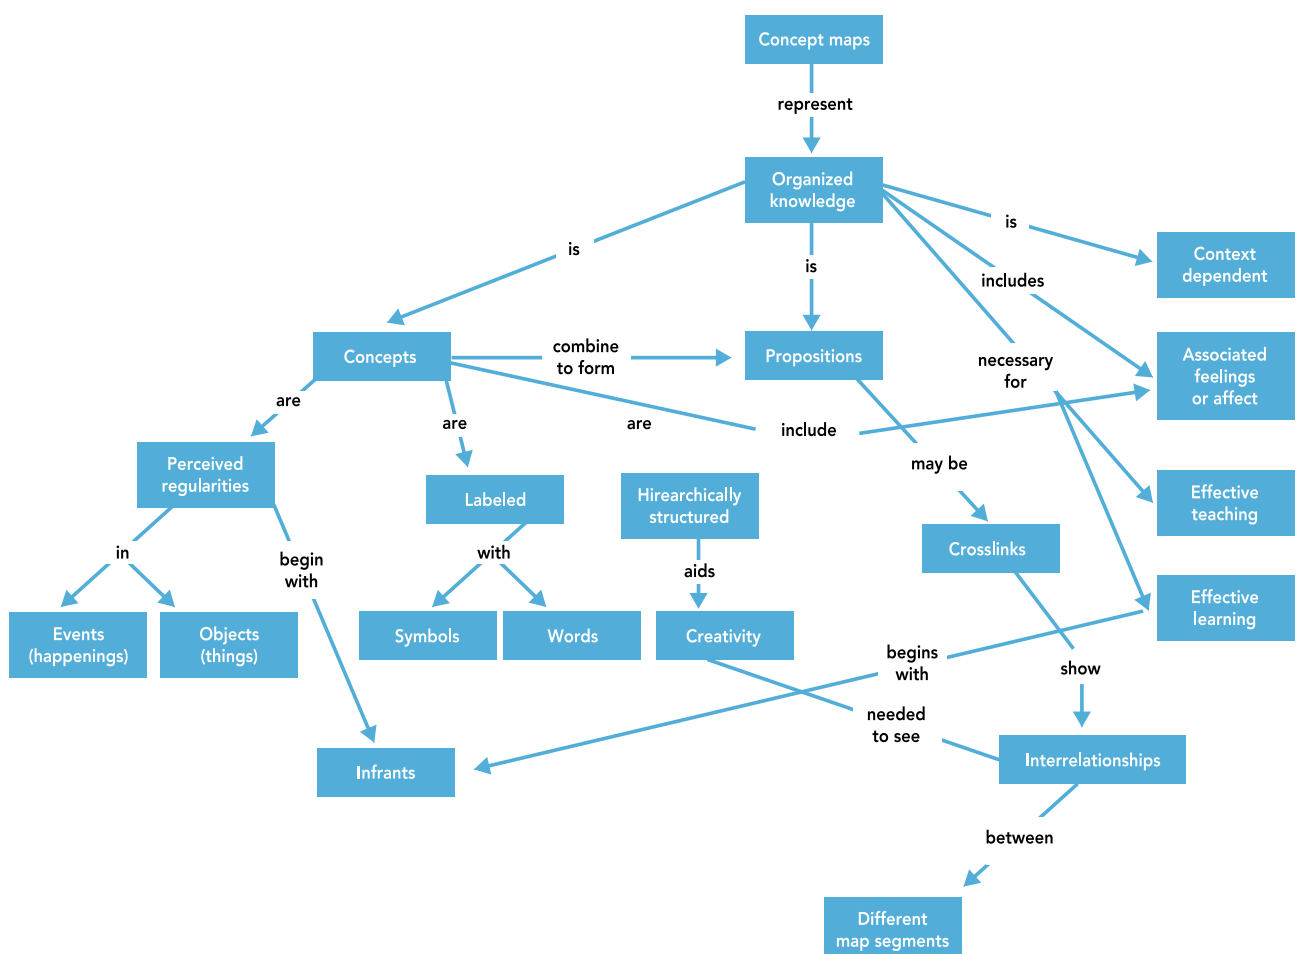 Concept maps
represent
Organized
knowledge
is
is
is
includes
necessary
for
Context
dependent
Concepts
combine
to form
Propositions
Associated
feelings
or affect
are
are
are
include
may be
Perceived
regularities
Labeled
Hirearchically
structured
Effective
teaching
in
begin
with
with
aids
Crosslinks
Events
(happenings)
Objects
(things)
Symbols
Words
Creativity
Effective
learning
begins
with
show
needed
to see
Infrants
Interrelationships
between
Different
map segments